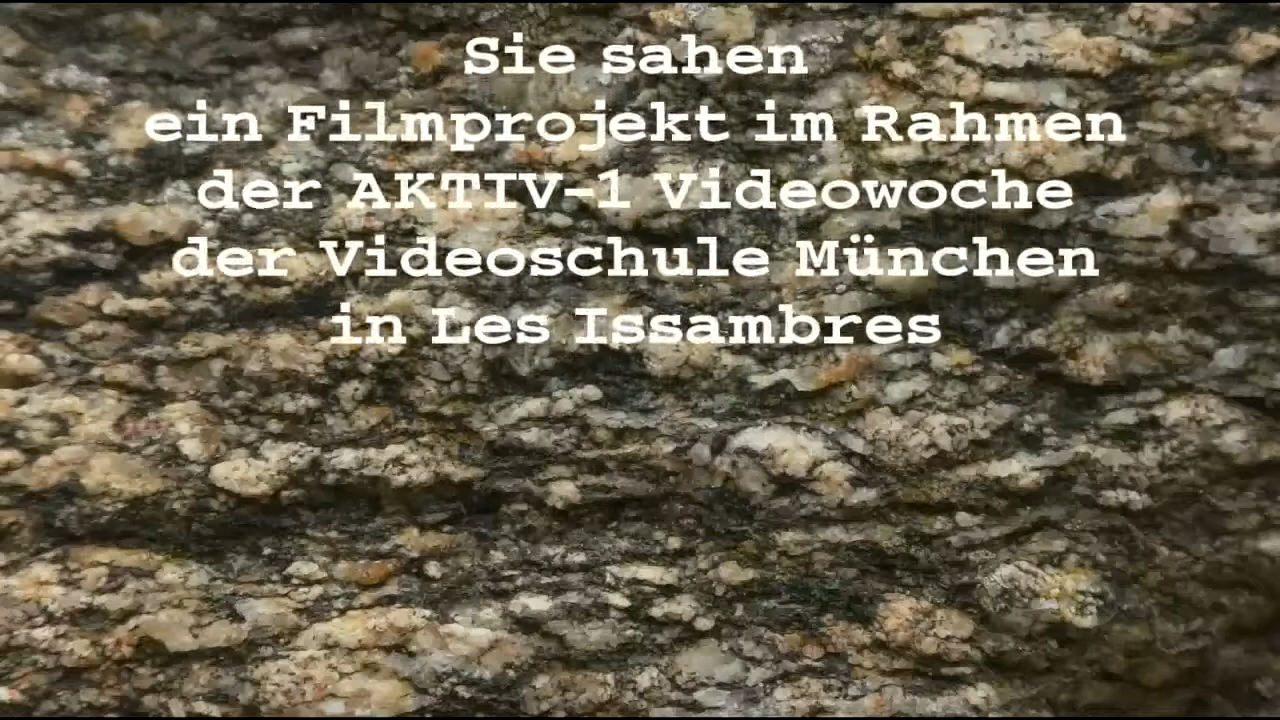 Sie sahen
ein Filmprojekt im Rahmen
der AKTIV-1 Videowoche
der Videoschule München
in Les Issambres